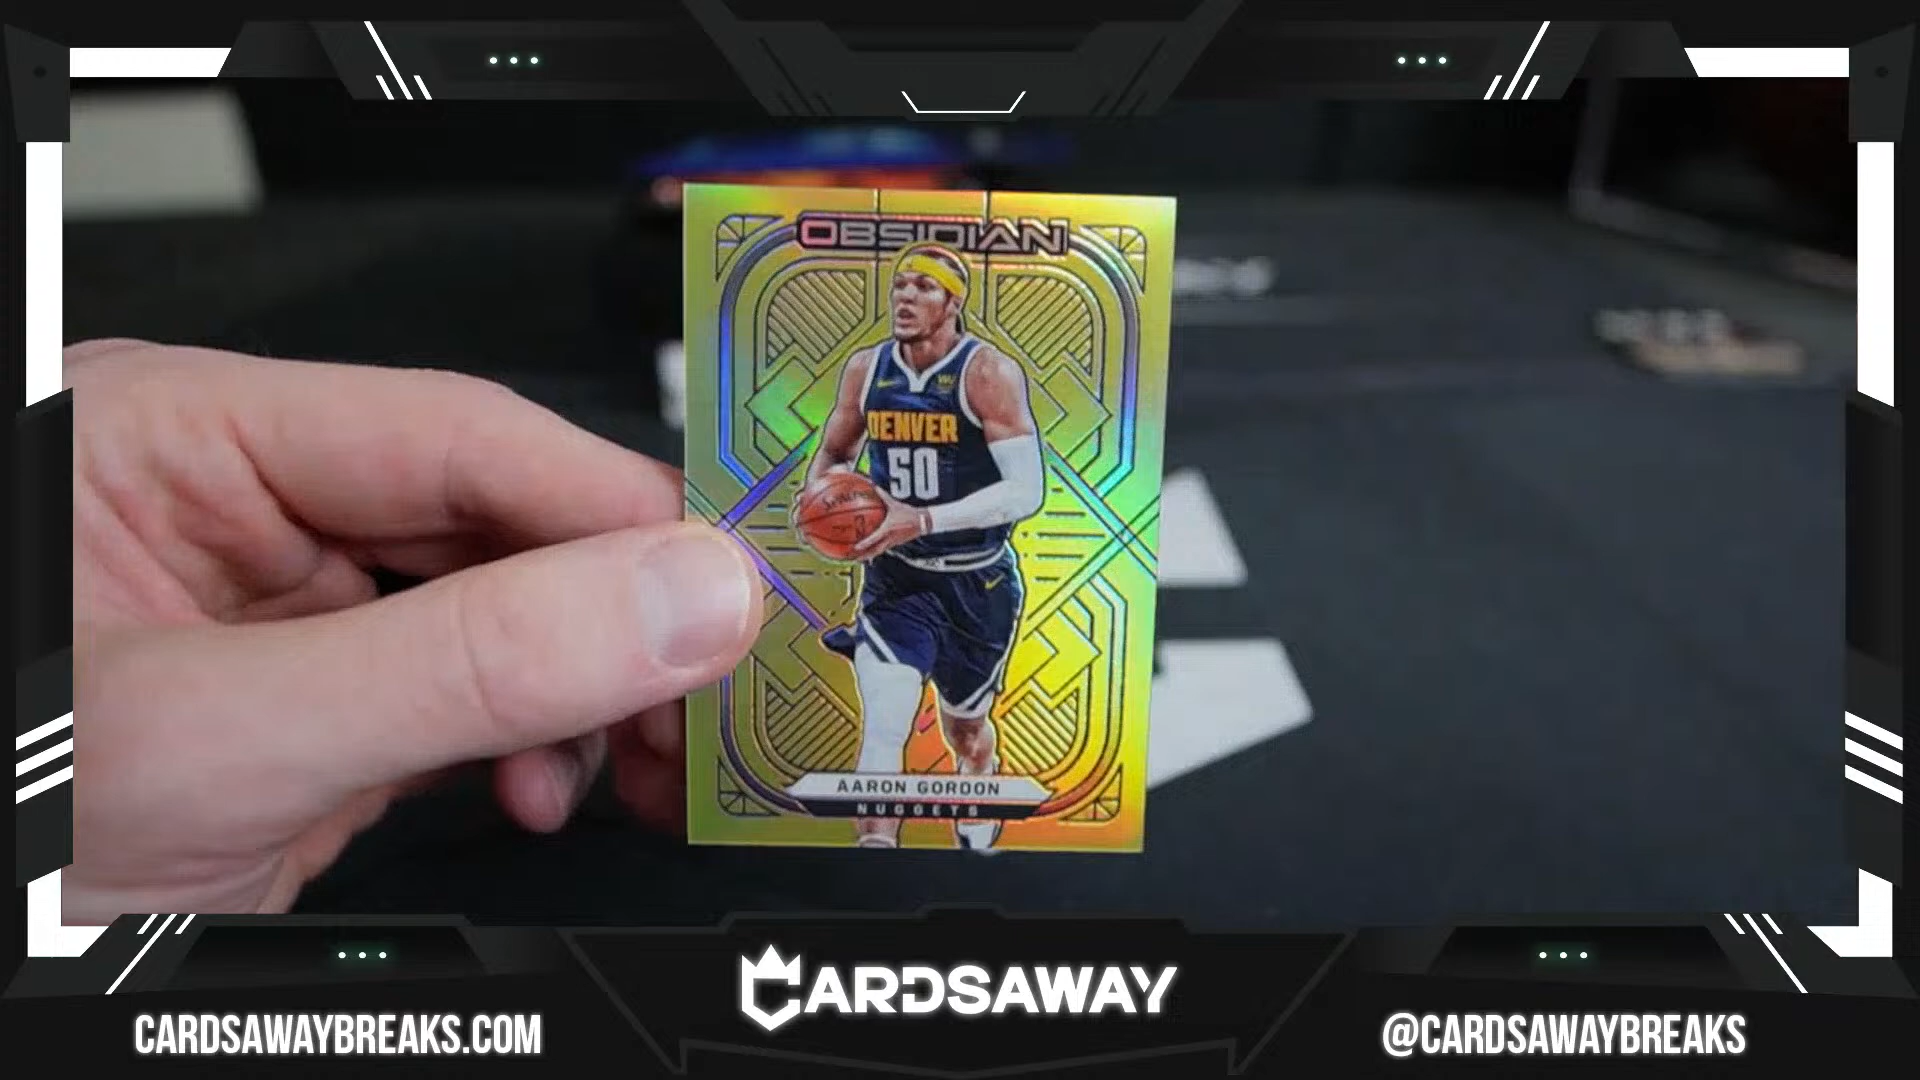 OBSIDIAN
DENVER
50
AARON GORDON
NUGGETS
CARDSAWAY
CARDSAWAYBREAKS.COM
@CARDSAWAYBREAKS